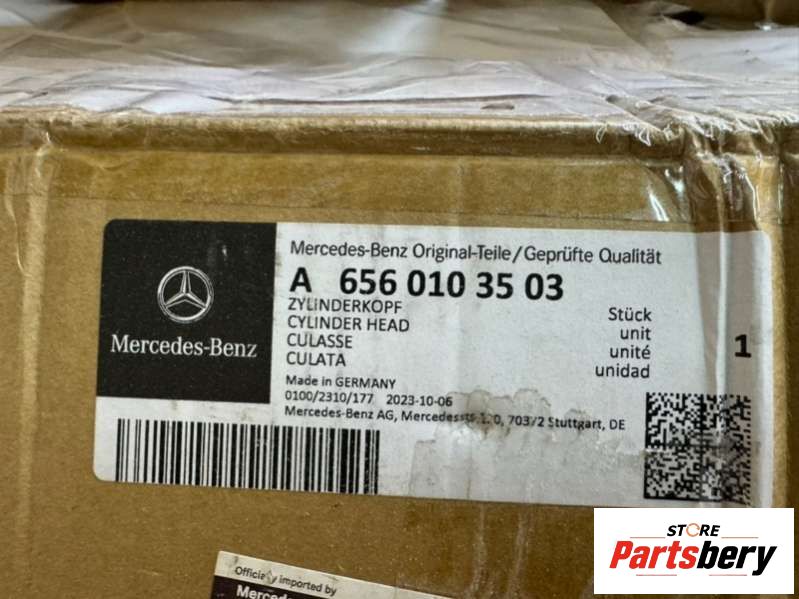 Mercedes-Benz
Mercedes-Benz Original-Teile/Geprüfte Qualität
A 656 010 35 03
ZYLINDERKOPF
CYLINDER HEAD
CULASSE
CULATA
Stück
unit
unité
unidad
1
Made in GERMANY
0100/2310/177 2023-10-06
Mercedes-Benz AG, 70372 Stuttgart, DE
Officially imported by
STORE
Partsbery